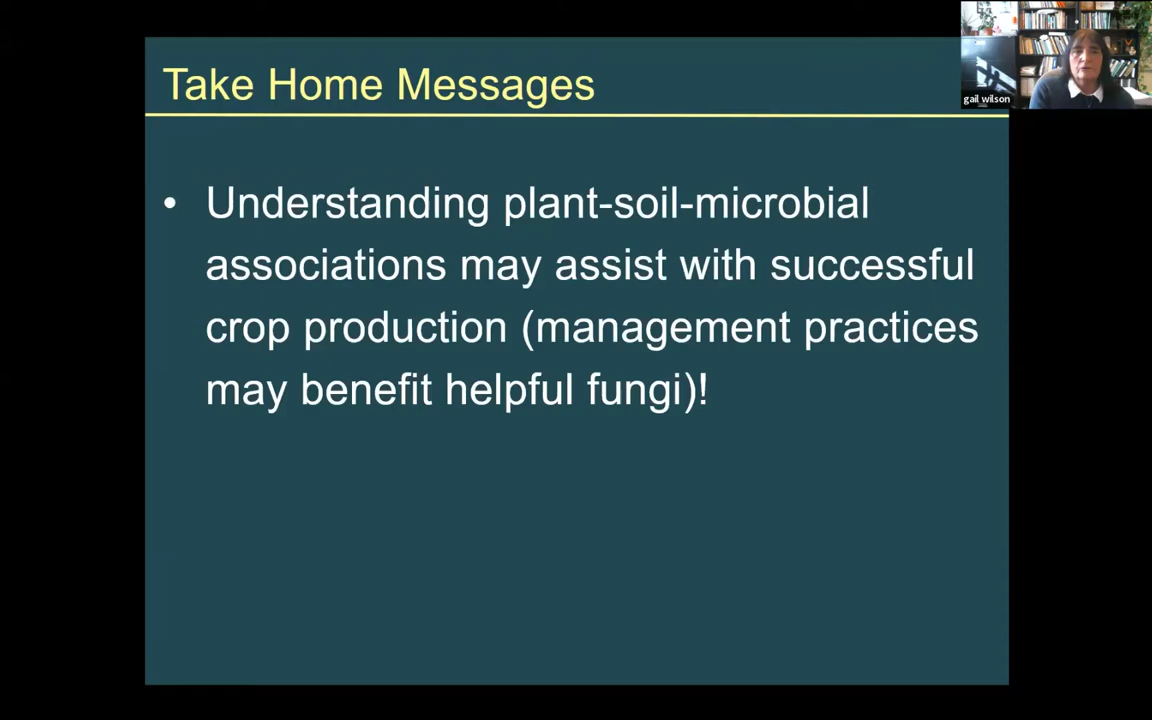 Take Home Messages
gail wilson
• Understanding plant-soil-microbial
associations may assist with successful
crop production (management practices
may benefit helpful fungi)!